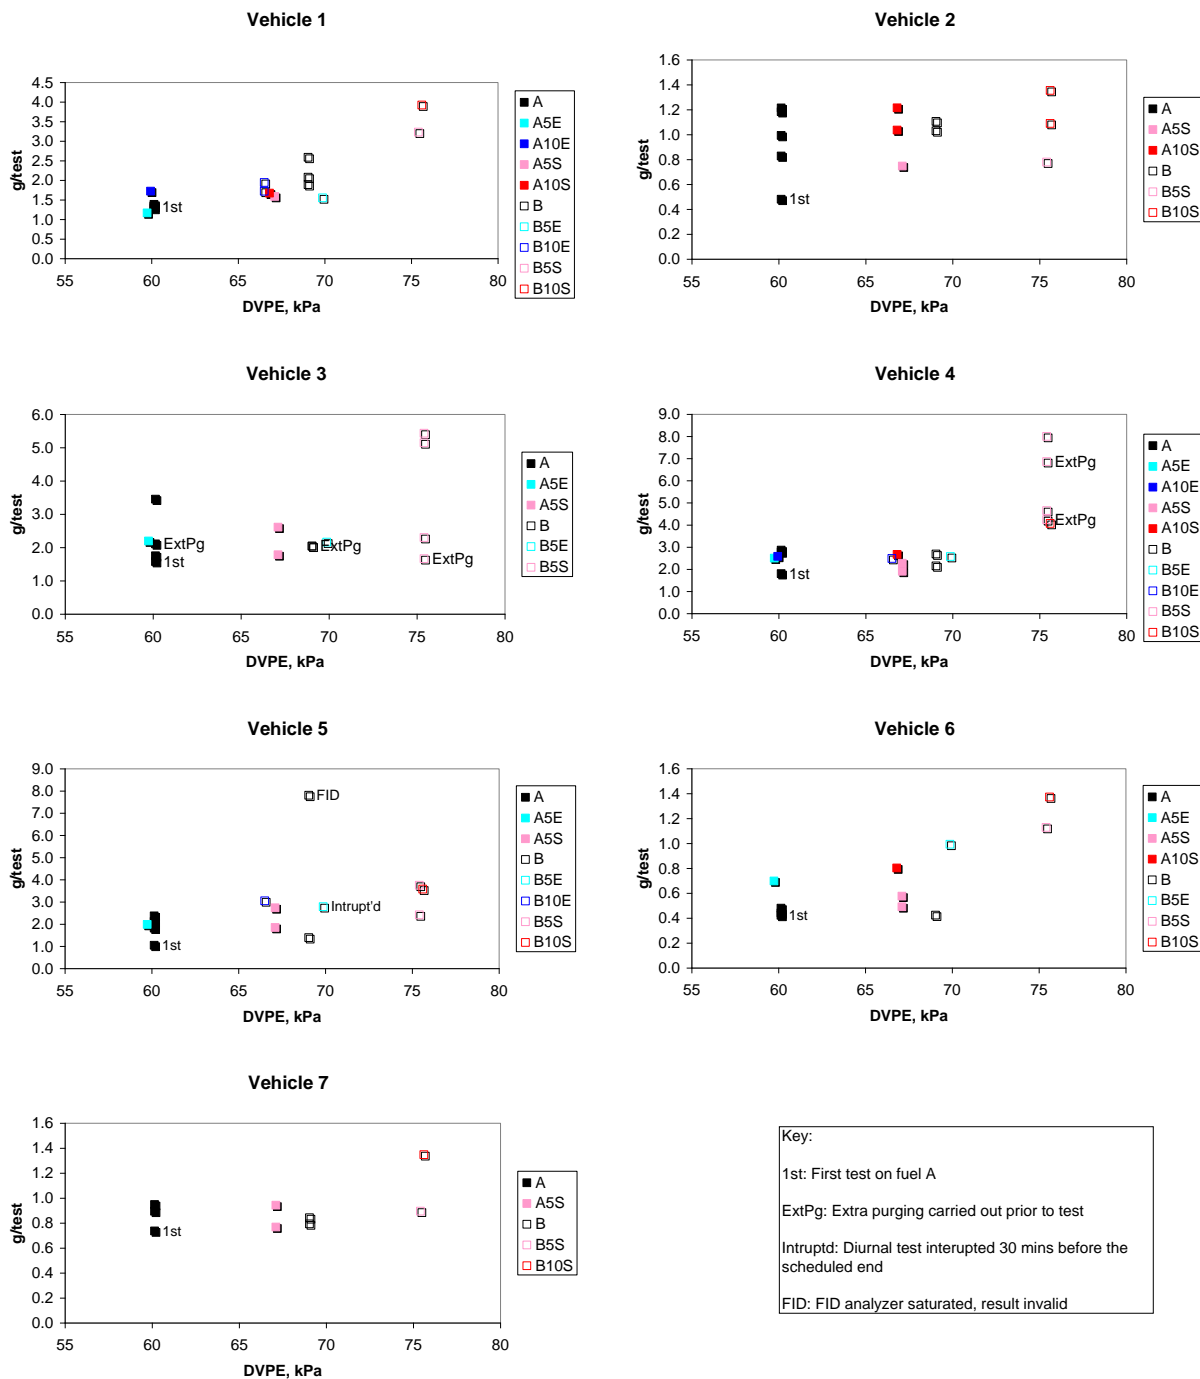 Vehicle 1
4.5
4.0
3.5
3.0
2.5
2.0
1.5
1.0
0.5
0.0
g/test
1st
55 60 65 70 75 80
DVPE, kPa
A
A5E
A10E
A5S
A10S
B
B5E
B10E
B5S
B10S
Vehicle 2
1.6
1.4
1.2
1.0
0.8
0.6
0.4
0.2
0.0
g/test
1st
55 60 65 70 75 80
DVPE, kPa
A
A5S
A10S
B
B5S
B10S
Vehicle 3
6.0
5.0
4.0
3.0
2.0
1.0
0.0
g/test
ExtPg
1st
ExtPg
ExtPg
55 60 65 70 75 80
DVPE, kPa
A
A5E
A5S
B
B5E
B5S
Vehicle 4
9.0
8.0
7.0
6.0
5.0
4.0
3.0
2.0
1.0
0.0
g/test
1st
ExtPg
ExtPg
55 60 65 70 75 80
DVPE, kPa
A
A5E
A10E
A5S
A10S
B
B5E
B10E
B5S
B10S
Vehicle 5
9.0
8.0
7.0
6.0
5.0
4.0
3.0
2.0
1.0
0.0
g/test
1st
FID
Intrupt'd
55 60 65 70 75 80
DVPE, kPa
A
A5E
A5S
B
B5E
B10E
B5S
B10S
Vehicle 6
1.6
1.4
1.2
1.0
0.8
0.6
0.4
0.2
0.0
g/test
1st
55 60 65 70 75 80
DVPE, kPa
A
A5E
A5S
A10S
B
B5E
B5S
B10S
Vehicle 7
1.6
1.4
1.2
1.0
0.8
0.6
0.4
0.2
0.0
g/test
1st
55 60 65 70 75 80
DVPE, kPa
A
A5S
B
B5S
B10S
Key:
1st: First test on fuel A
ExtPg: Extra purging carried out prior to test
Intruptd: Diurnal test interupted 30 mins before the
scheduled end
FID: FID analyzer saturated, result invalid